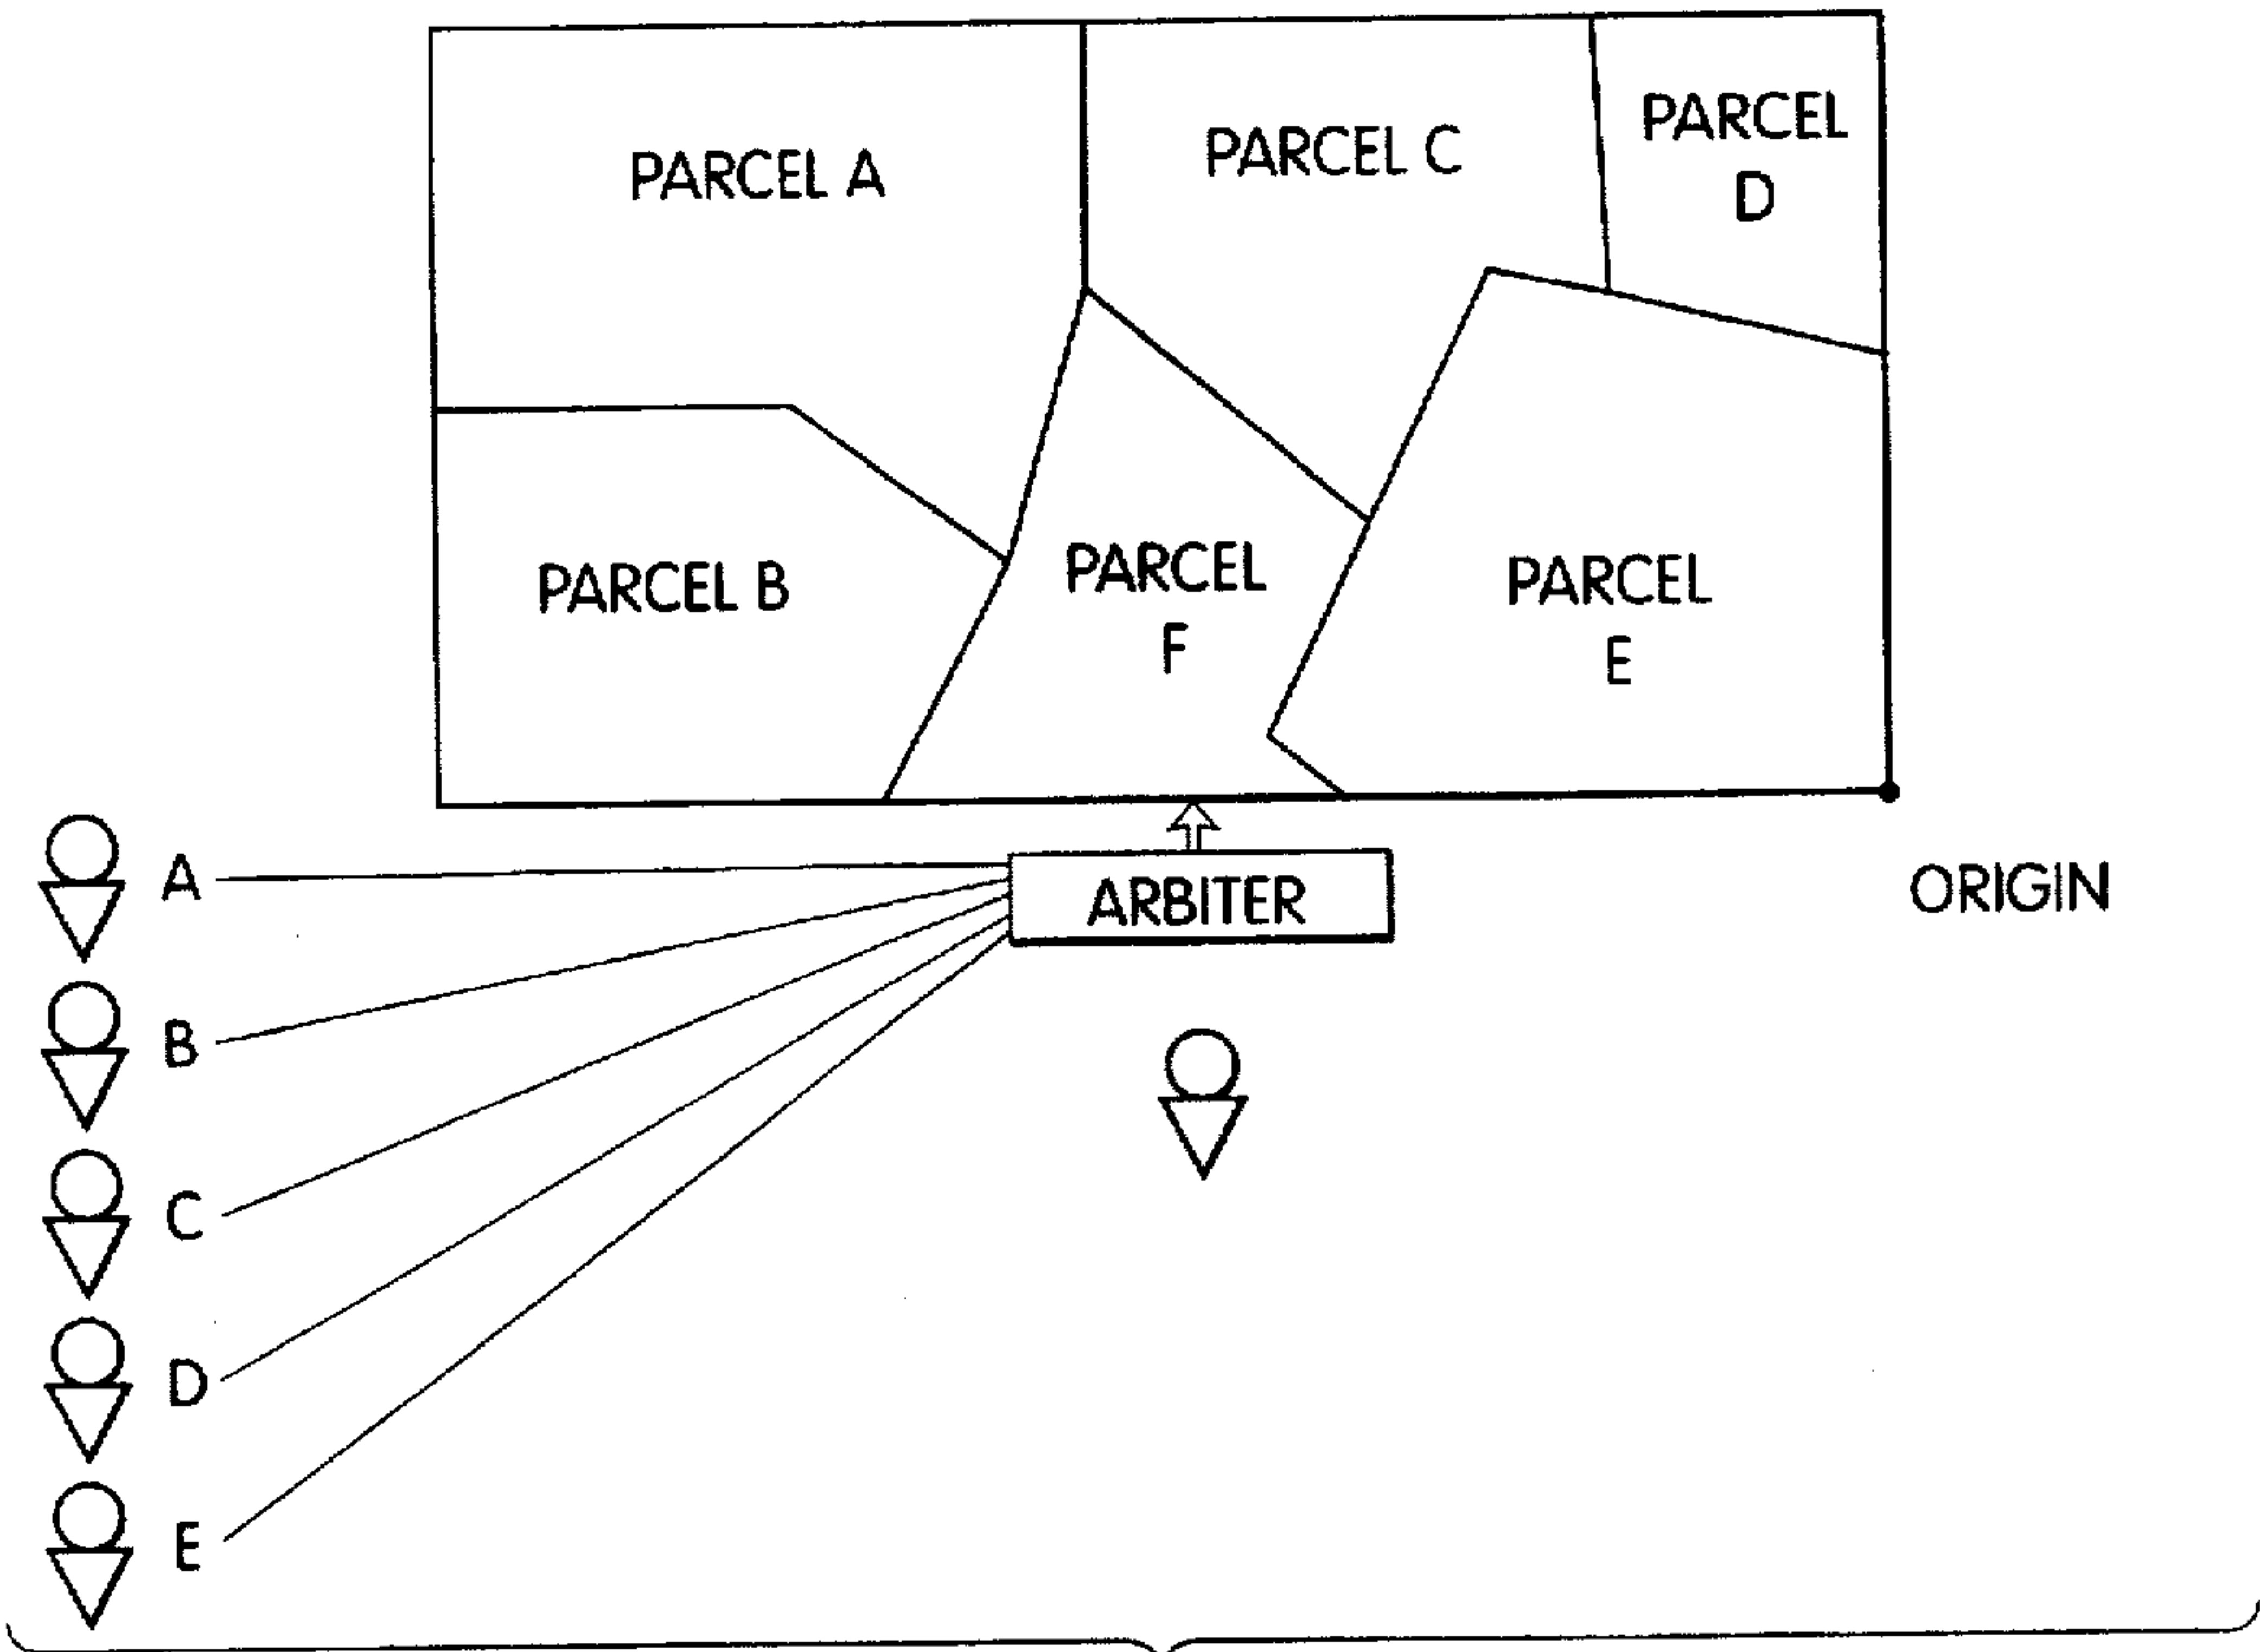 PARCEL A
PARCEL C
PARCEL
D
PARCEL B
PARCEL
F
PARCEL
E
A
ARBITER
ORIGIN
B
C
D
E